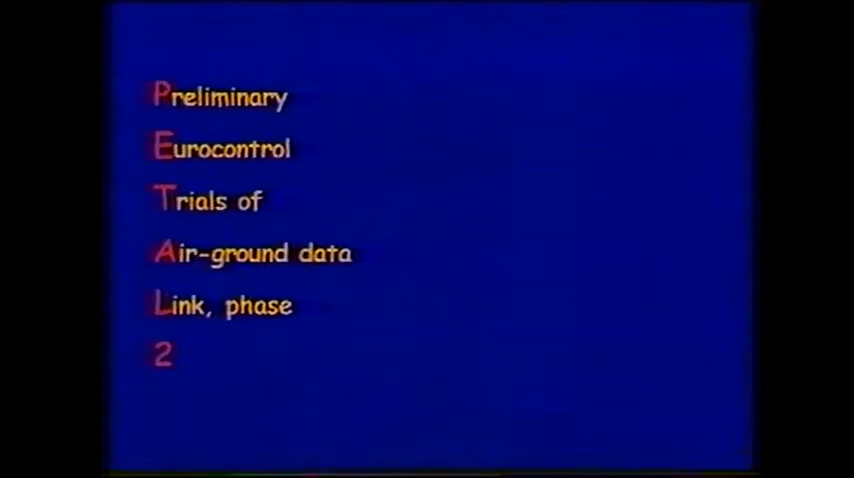 Preliminary
Eurocontrol
Trials of
Air-ground data
Link, phase
2